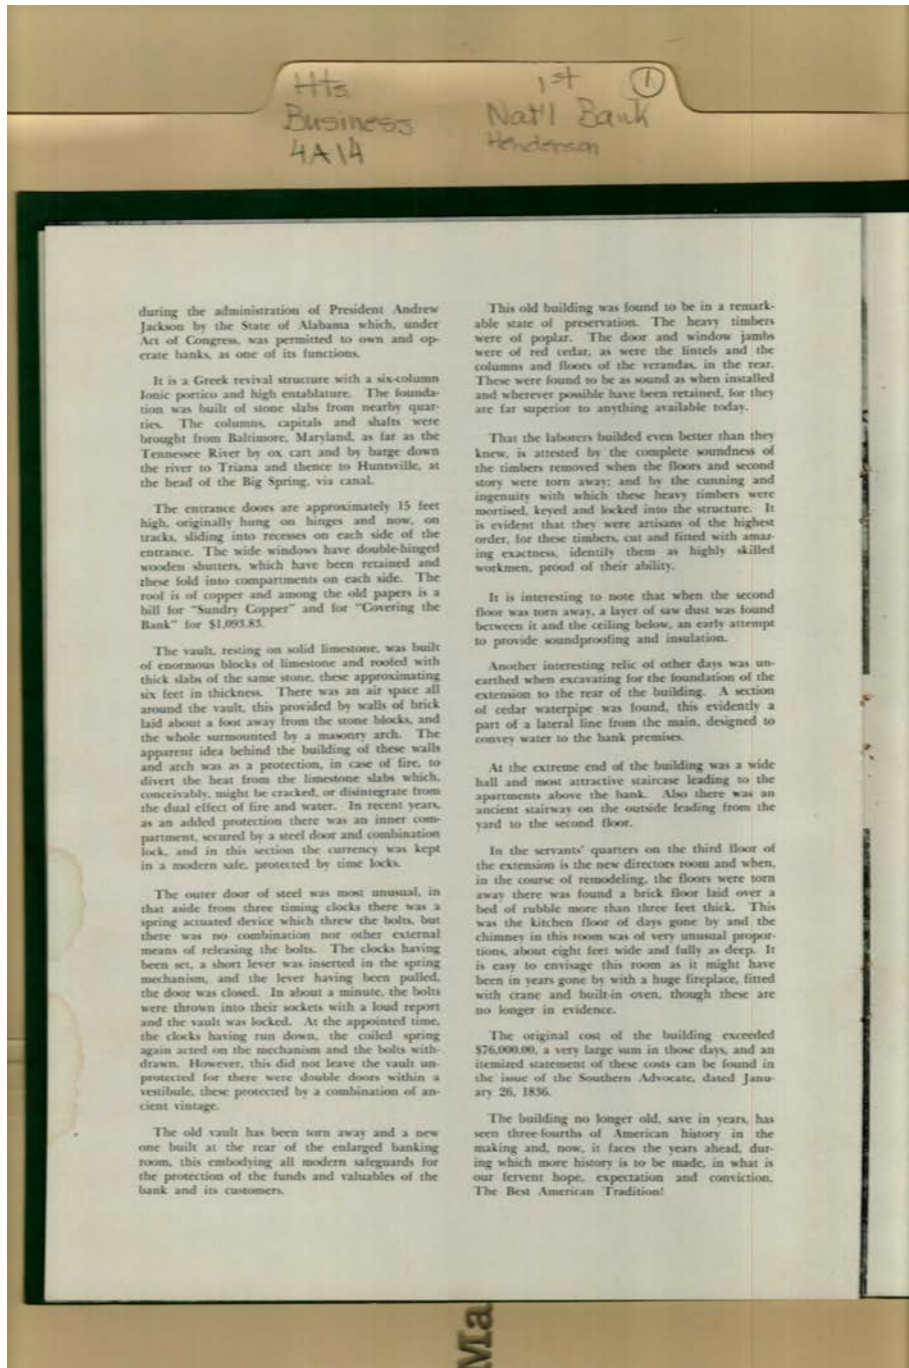 Hts
Business
4A14
1st
Nat'l Bank
Henderson
1
during the administration of President Andrew
Jackson by the State of Alabama which, under
Act of Congress, was permitted to own and op-
erate banks, as one of its functions.
It is a Greek revival structure with a six-column
Ionic portico and high entablature. The founda-
tion was built of stone slabs from nearby quar-
ries. The columns, capitals and shafts were
brought from Baltimore, Maryland, as far as the
Tennessee River by ox cart and by barge down
the river to Triana and thence to Huntsville, at
the head of the Big Spring, via canal.
The entrance doors are approximately 15 feet
high, originally hung on hinges and now, on
tracks, sliding into recesses on each side of the
entrance. The wide windows have double-hinged
wooden shutters, which have been retained and
these fold into compartments on each side. The
roof is of copper and among the old papers is a
bill for "Sundry Copper" and for "Covering the
Bank" for $1,093.83.
The vault, resting on solid limestone, was built
of enormous blocks of limestone and roofed with
thick slabs of the same stone, these approximating
six feet in thickness. There was an air space all
around the vault, this provided by walls of brick
laid about a foot away from the stone blocks, and
the whole surmounted by a masonry arch. The
apparent idea behind the building of these walls
and arch was as a protection, in case of fire, to
divert the heat from the limestone slabs which,
conceivably, might be cracked, or disintegrate from
the dual effect of fire and water. In recent years,
as an added protection there was an inner com-
partment, secured by a steel door and combination
lock, and in this section the currency was kept
in a modern safe, protected by time locks.
The outer door of steel was most unusual, in
that aside from three timing clocks there was a
spring actuated device which threw the bolts, but
there was no combination nor other external
means of releasing the bolts. The clocks having
been set, a short lever was inserted in the spring
mechanism, and the lever having been pulled,
the door was closed. In about a minute, the bolts
were thrown into their sockets with a loud report
and the vault was locked. At the appointed time,
the clocks having run down, the coiled spring
again acted on the mechanism and the bolts with-
drawn. However, this did not leave the vault un-
protected for there were double doors within a
vestibule, these protected by a combination of an-
cient vintage.
The old vault has been torn away and a new
one built at the rear of the enlarged banking
room, this embodying all modern safeguards for
the protection of the funds and valuables of the
bank and its customers.
This old building was found to be in a remark-
able state of preservation. The heavy timbers
were of poplar. The door and window jambs
were of red cedar, as were the lintels and the
columns and floors of the verandas, in the rear.
These were found to be as sound as when installed
and wherever possible have been retained, for they
are far superior to anything available today.
That the laborers builded even better than they
knew, is attested by the complete soundness of
the timbers removed when the floors and second
story were torn away; and by the cunning and
ingenuity with which these heavy timbers were
mortised, keyed and locked into the structure. It
is evident that they were artisans of the highest
order, for these timbers, cut and fitted with amaz-
ing exactness, identify them as highly skilled
workmen, proud of their ability.
It is interesting to note that when the second
floor was torn away, a layer of saw dust was found
between it and the ceiling below, an early attempt
to provide soundproofing and insulation.
Another interesting relic of other days was un-
earthed when excavating for the foundation of the
extension to the rear of the building. A section
of cedar waterpipe was found, this evidently a
part of a lateral line from the main, designed to
convey water to the bank premises.
At the extreme end of the building was a wide
hall and most attractive staircase leading to the
apartments above the bank. Also there was an
ancient stairway on the outside leading from the
yard to the second floor.
In the servants' quarters on the third floor of
the extension is the new directors room and when,
in the course of remodeling, the floors were torn
away there was found a brick floor laid over a
bed of rubble more than three feet thick. This
was the kitchen floor of days gone by and the
chimney in this room was of very unusual propor-
tions, about eight feet wide and fully as deep. It
is easy to envisage this room as it might have
been in years gone by with a huge fireplace, fitted
with crane and built-in oven, though these are
no longer in evidence.
The original cost of the building exceeded
$76,000.00, a very large sum in those days, and an
itemized statement of these costs can be found in
the issue of the Southern Advocate, dated Janu-
ary 26, 1836.
The building no longer old, save in years, has
seen three-fourths of American history in the
making and, now, it faces the years ahead, dur-
ing which more history is to be made, in what is
our fervent hope, expectation and conviction,
The Best American Tradition!
Ma